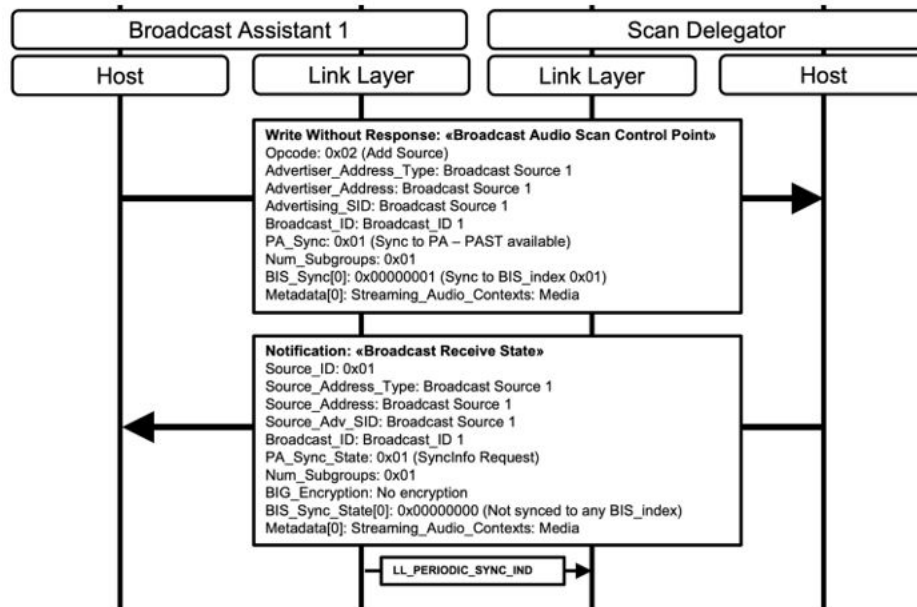 Broadcast Assistant 1
Scan Delegator
Host
Link Layer
Link Layer
Host
Write Without Response: «Broadcast Audio Scan Control Point»
Opcode: 0x02 (Add Source)
Advertiser_Address_Type: Broadcast Source 1
Advertiser_Address: Broadcast Source 1
Advertising_SID: Broadcast Source 1
Broadcast_ID: Broadcast_ID 1
PA_Sync: 0x01 (Sync to PA – PAST available)
Num_Subgroups: 0x01
BIS_Sync[0]: 0x00000001 (Sync to BIS_index 0x01)
Metadata[0]: Streaming_Audio_Contexts: Media
Notification: «Broadcast Receive State»
Source_ID: 0x01
Source_Address_Type: Broadcast Source 1
Source_Address: Broadcast Source 1
Source_Adv_SID: Broadcast Source 1
Broadcast_ID: Broadcast_ID 1
PA_Sync_State: 0x01 (SyncInfo Request)
Num_Subgroups: 0x01
BIG_Encryption: No encryption
BIS_Sync_State[0]: 0x00000000 (Not synced to any BIS_index)
Metadata[0]: Streaming_Audio_Contexts: Media
LL_PERIODIC_SYNC_IND